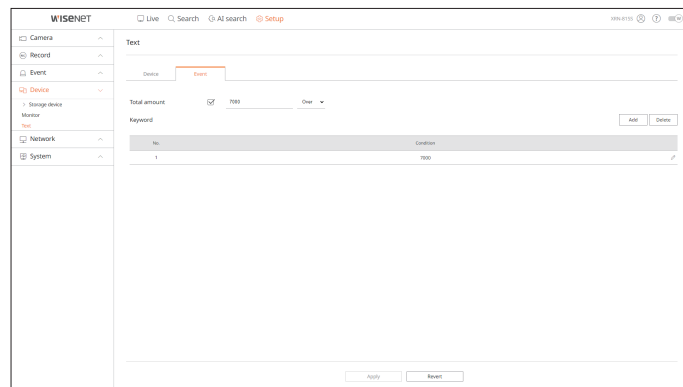 WISENET
Live Search AI search Setup
XRN-815S
Camera
Record
Event
Device
> Storage device
Monitor
Text
Network
System
Text
Device Event
Total amount 7000 Over
Keyword Add Delete
No. Condition
1 7000
Apply Revert